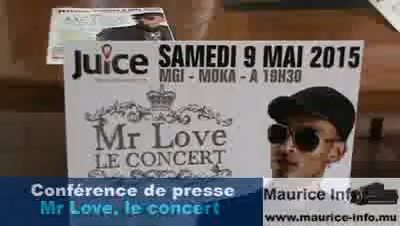 Juice
SAMEDI 9 MAI 2015
MGI - MOKA - A 19H30
Mr Love
LE CONCERT
Conférence de presse
Mr Love, le concert
Maurice Info
www.maurice-info.mu